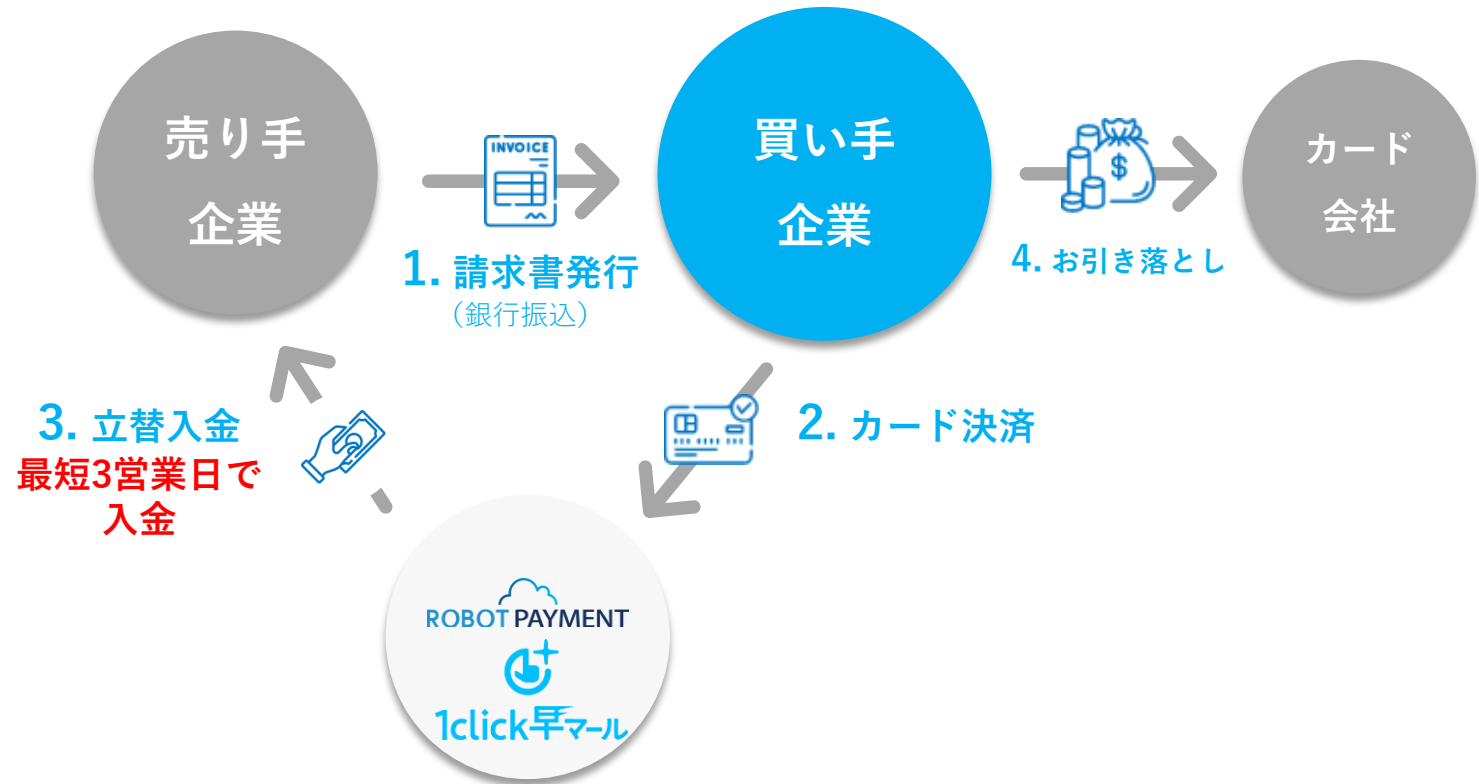 売り手
企業
INVOICE
買い手
企業
$
カード
会社
1. 請求書発行
（銀行振込）
4. お引き落とし
3. 立替入金
最短3営業日で
入金
2. カード決済
ROBOT PAYMENT
1click早マール